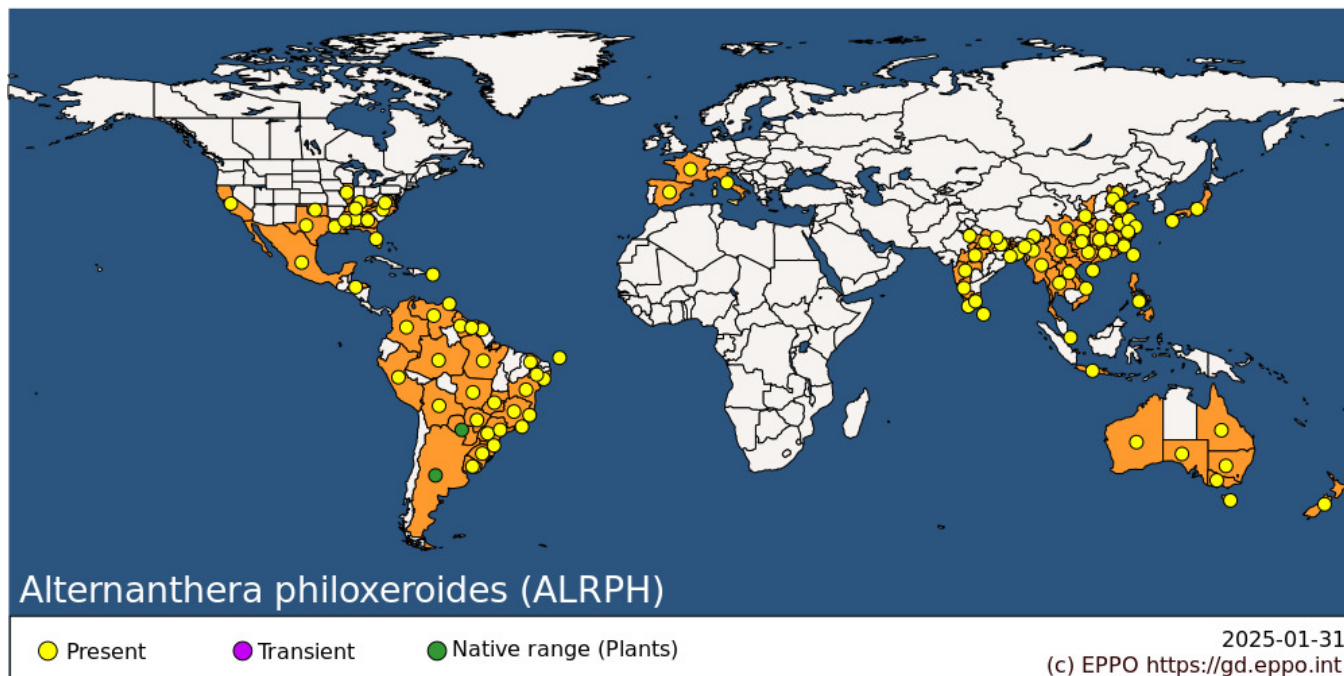 Alternanthera philoxeroides (ALRPH)
Present
Transient
Native range (Plants)
2025-01-31
(c) EPPO https://gd.eppo.int